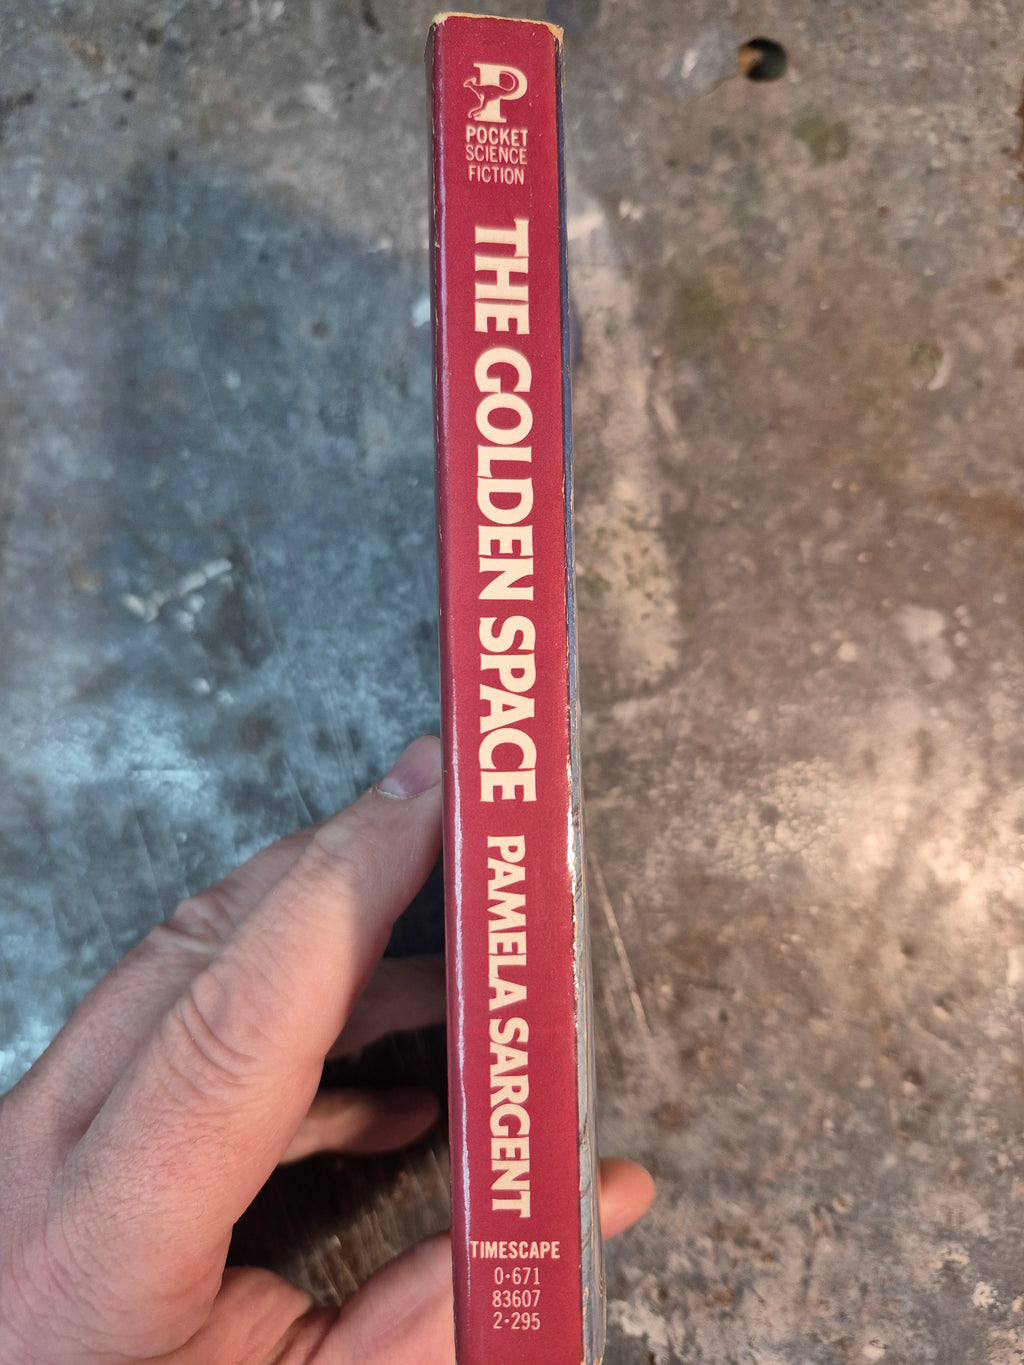 P
POCKET
SCIENCE
FICTION
THE GOLDEN SPACE
PAMELA SARGENT
TIMESCAPE
0·671
83607
2·295